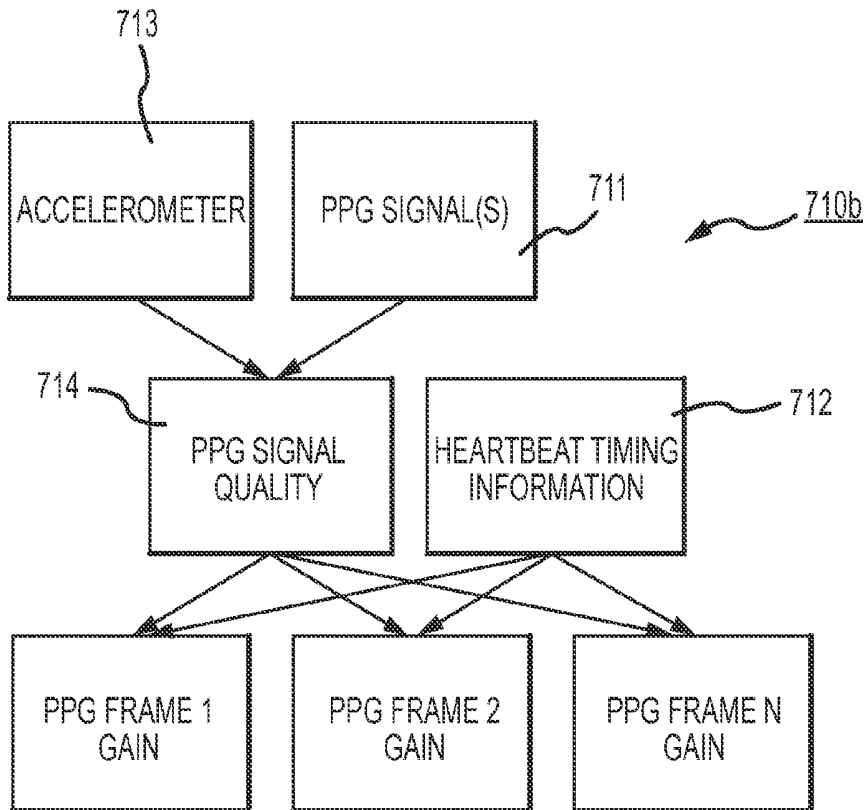 713
ACCELEROMETER
PPG SIGNAL(S)
711
710b
714
PPG SIGNAL
QUALITY
HEARTBEAT TIMING
INFORMATION
712
PPG FRAME 1
GAIN
PPG FRAME 2
GAIN
PPG FRAME N
GAIN